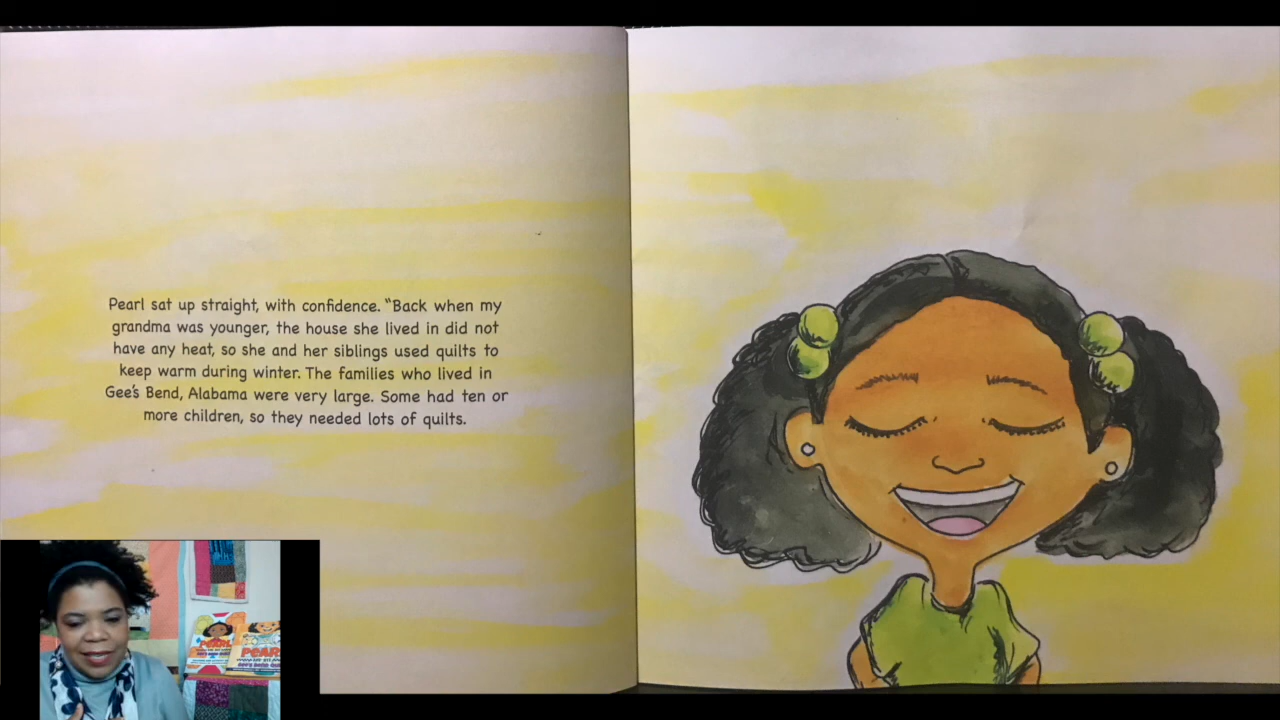 Pearl sat up straight, with confidence. “Back when my
grandma was younger, the house she lived in did not
have any heat, so she and her siblings used quilts to
keep warm during winter. The families who lived in
Gee’s Bend, Alabama were very large. Some had ten or
more children, so they needed lots of quilts.
PEARL
PEARL